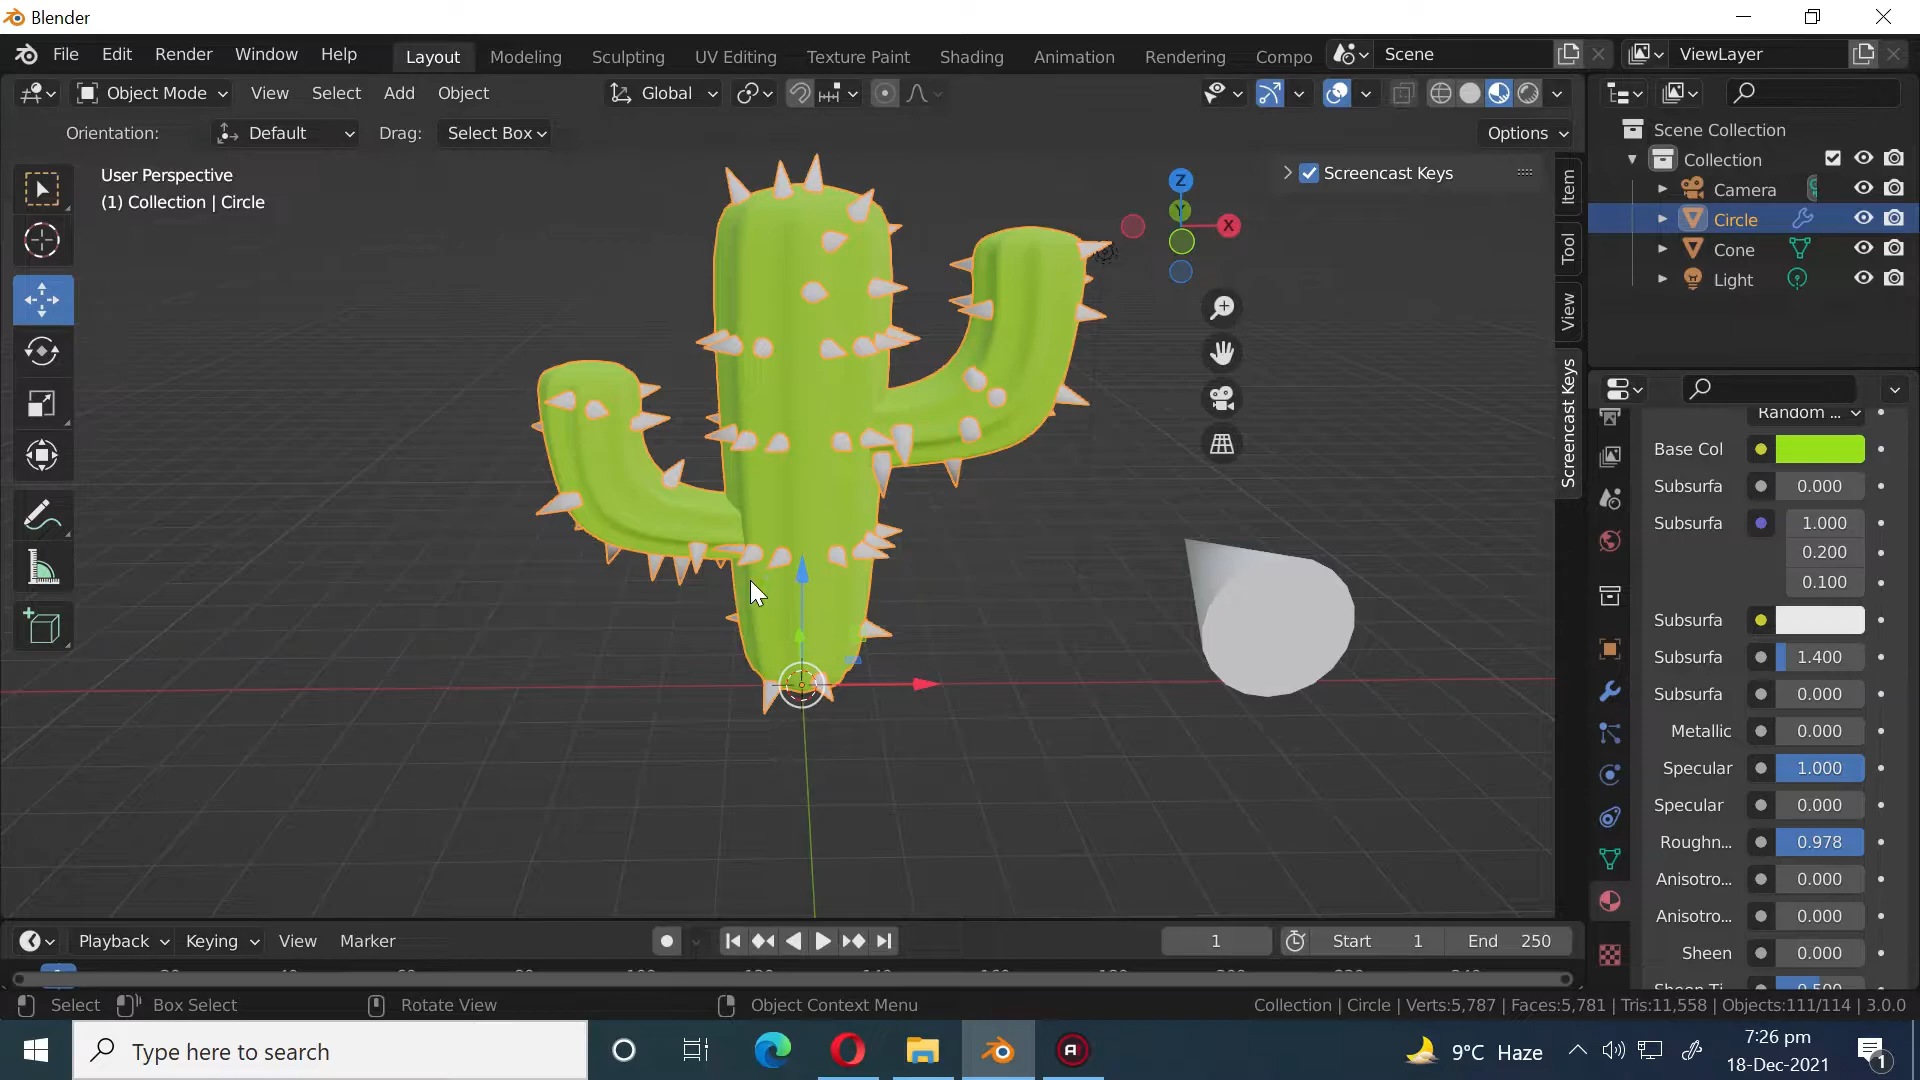 Blender
File Edit Render Window Help Layout Modeling Sculpting UV Editing Texture Paint Shading Animation Rendering Compo Scene ViewLayer
Object Mode View Select Add Object Global
Orientation: Default Drag: Select Box Options
User Perspective
(1) Collection | Circle
Z
Y
X
Screencast Keys
Item
Tool
View
Screencast Keys
Scene Collection
Collection
Camera
Circle
Cone
Light
Random ...
Base Col
Subsurfa 0.000
Subsurfa 1.000
0.200
0.100
Subsurfa
Subsurfa 1.400
Subsurfa 0.000
Metallic 0.000
Specular 1.000
Specular 0.000
Roughn... 0.978
Anisotro... 0.000
Anisotro... 0.000
Sheen 0.000
Sheen Ti 0.500
Playback Keying View Marker 1 Start 1 End 250
Select Box Select Rotate View Object Context Menu Collection | Circle | Verts:5,787 | Faces:5,781 | Tris:11,558 | Objects:111/114 | 3.0.0
Type here to search
9°C Haze
7:26 pm
18-Dec-2021
1